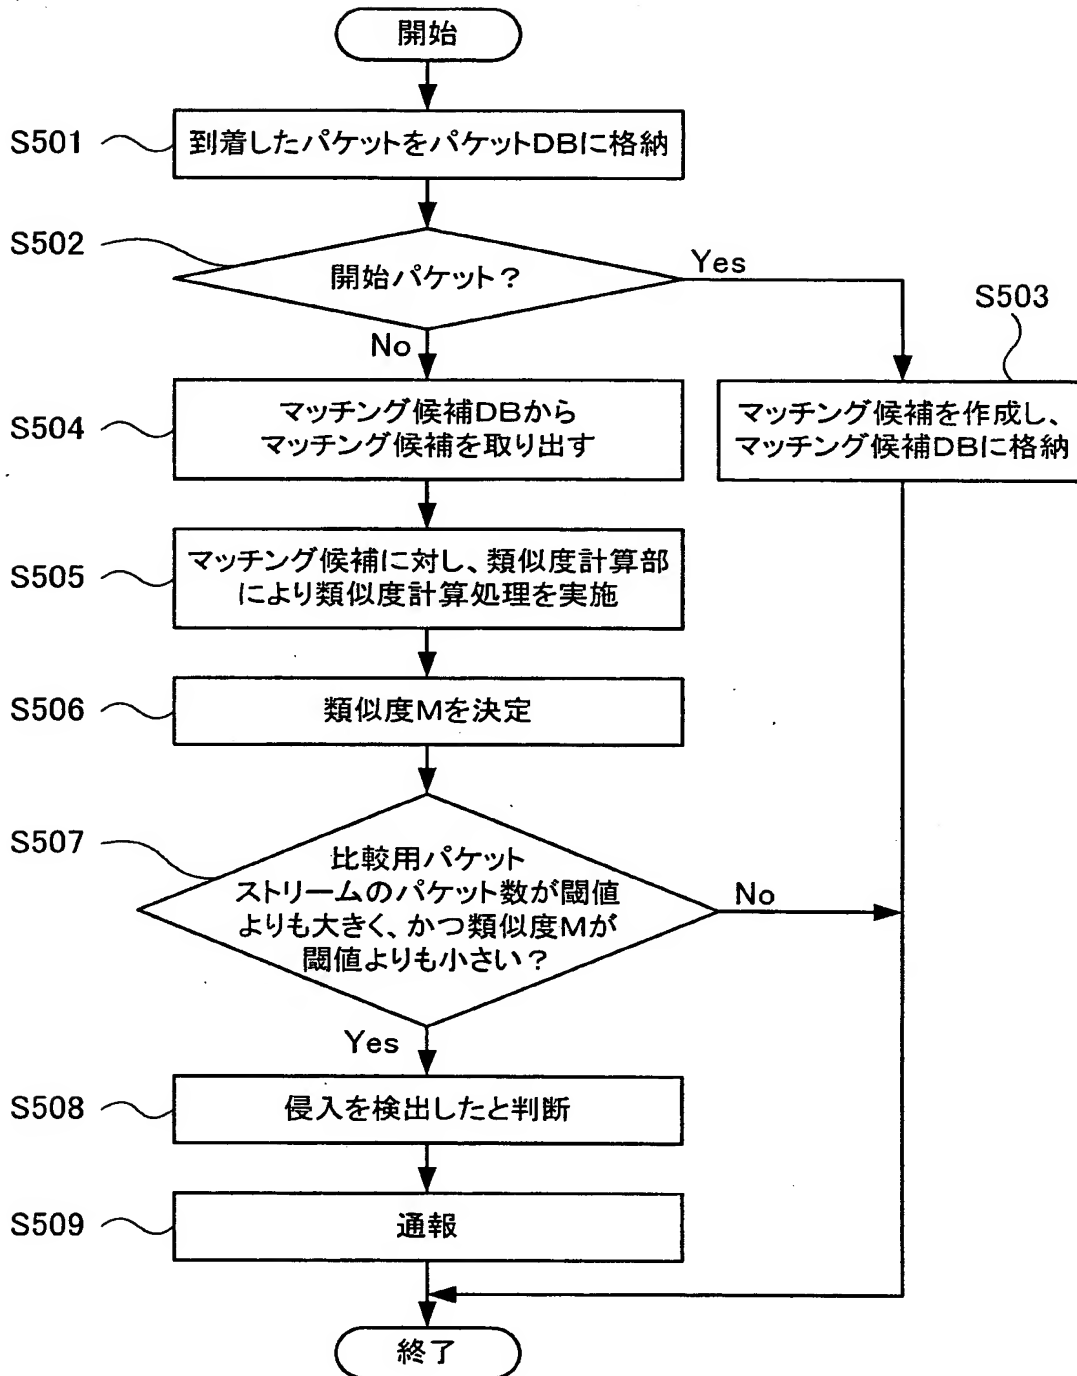 開始
S501
到着したパケットをパケットDBに格納
S502
開始パケット？
Yes
No
S503
マッチング候補を作成し、
マッチング候補DBに格納
S504
マッチング候補DBから
マッチング候補を取り出す
S505
マッチング候補に対し、類似度計算部
により類似度計算処理を実施
S506
類似度Mを決定
S507
比較用パケット
ストリームのパケット数が閾値
よりも大きく、かつ類似度Mが
閾値よりも小さい？
No
Yes
S508
侵入を検出したと判断
S509
通報
終了